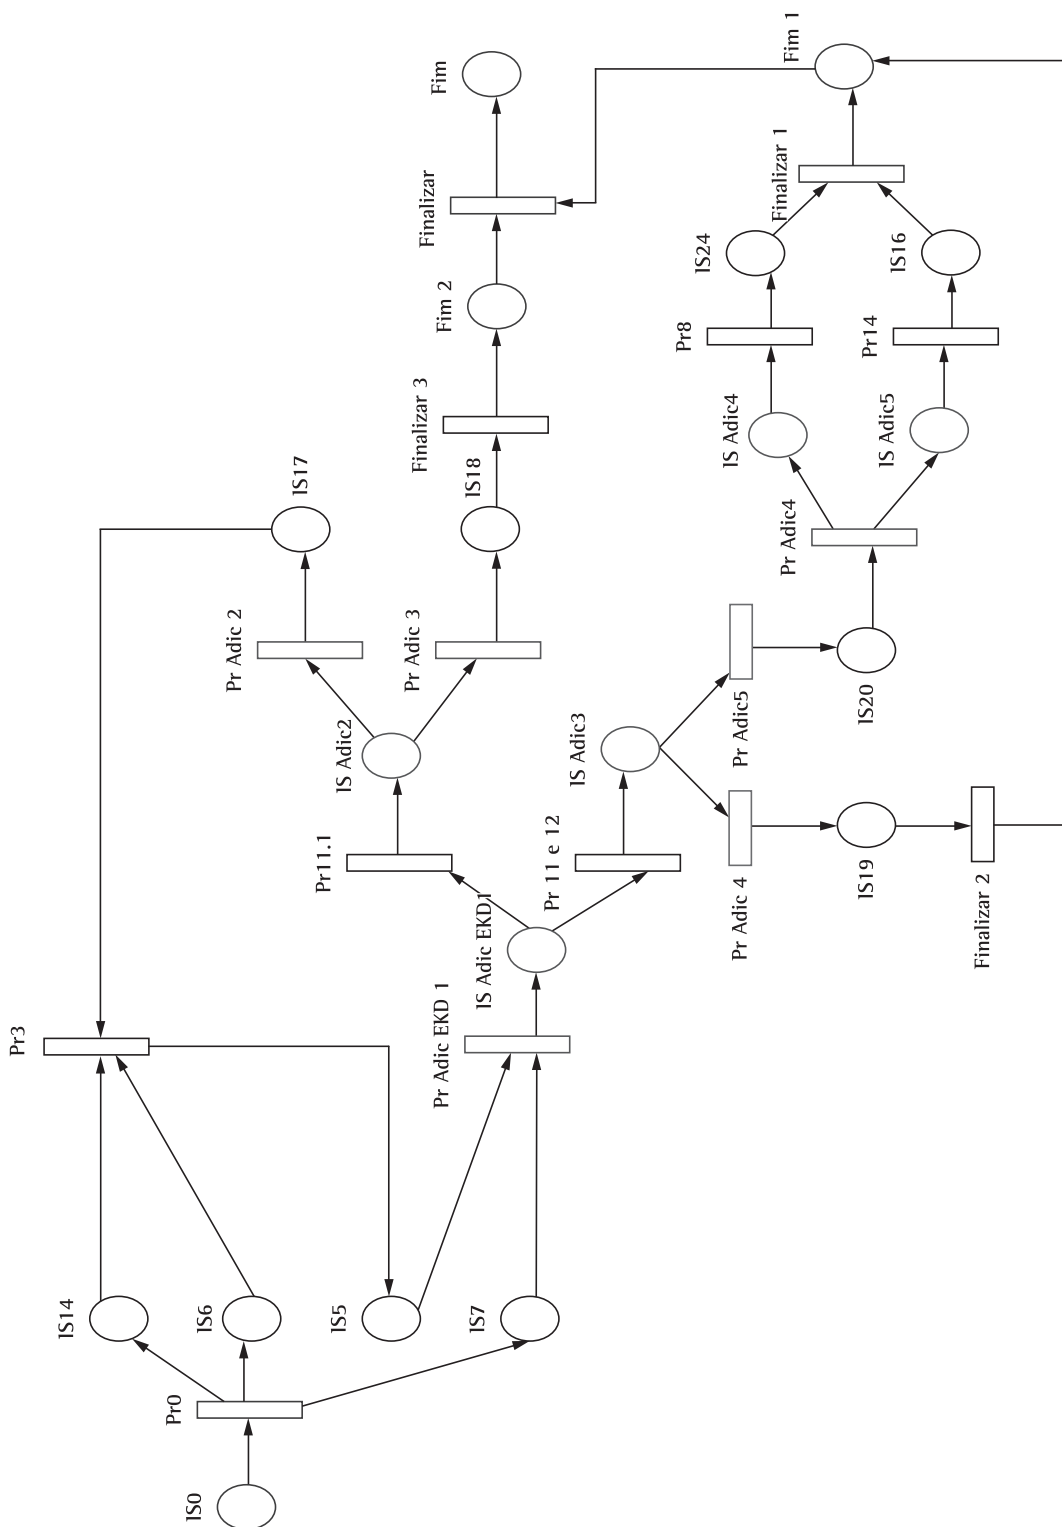 IS0
Pr0
IS14
IS6
IS5
IS7
Pr3
Pr Adic EKD 1
IS Adic EKD1
Pr11.1
Pr 11 e 12
IS Adic2
IS Adic3
Pr Adic 2
Pr Adic 3
IS17
IS18
Finalizar 3
Fim 2
Finalizar
Fim
Pr Adic 4
Pr Adic5
IS19
IS20
Finalizar 2
Pr Adic4
IS Adic4
IS Adic5
Pr8
Pr14
IS24
IS16
Finalizar 1
Fim 1